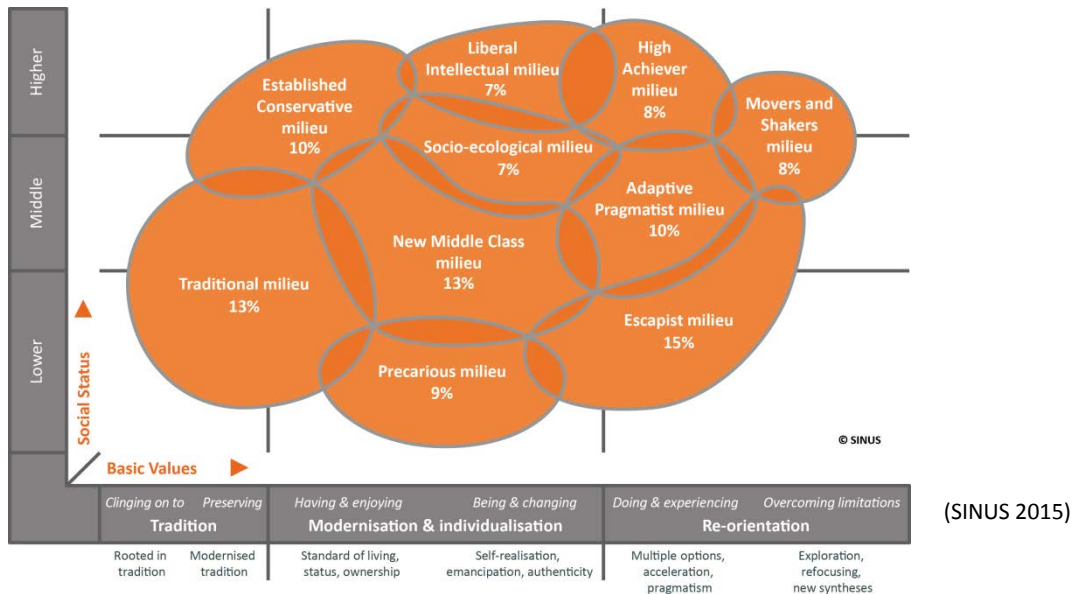 Higher
Middle
Lower
Social Status
Basic Values
Established
Conservative
milieu
10%
Liberal
Intellectual milieu
7%
High
Achiever
milieu
8%
Movers and
Shakers
milieu
8%
Socio-ecological milieu
7%
Adaptive
Pragmatist milieu
10%
New Middle Class
milieu
13%
Traditional milieu
13%
Escapist milieu
15%
Precarious milieu
9%
© SINUS
Clinging on to Preserving
Tradition
Rooted in
tradition
Modernised
tradition
Having & enjoying Being & changing
Modernisation & individualisation
Standard of living,
status, ownership
Self-realisation,
emancipation, authenticity
Doing & experiencing Overcoming limitations
Re-orientation
Multiple options,
acceleration,
pragmatism
Exploration,
refocusing,
new syntheses
(SINUS 2015)